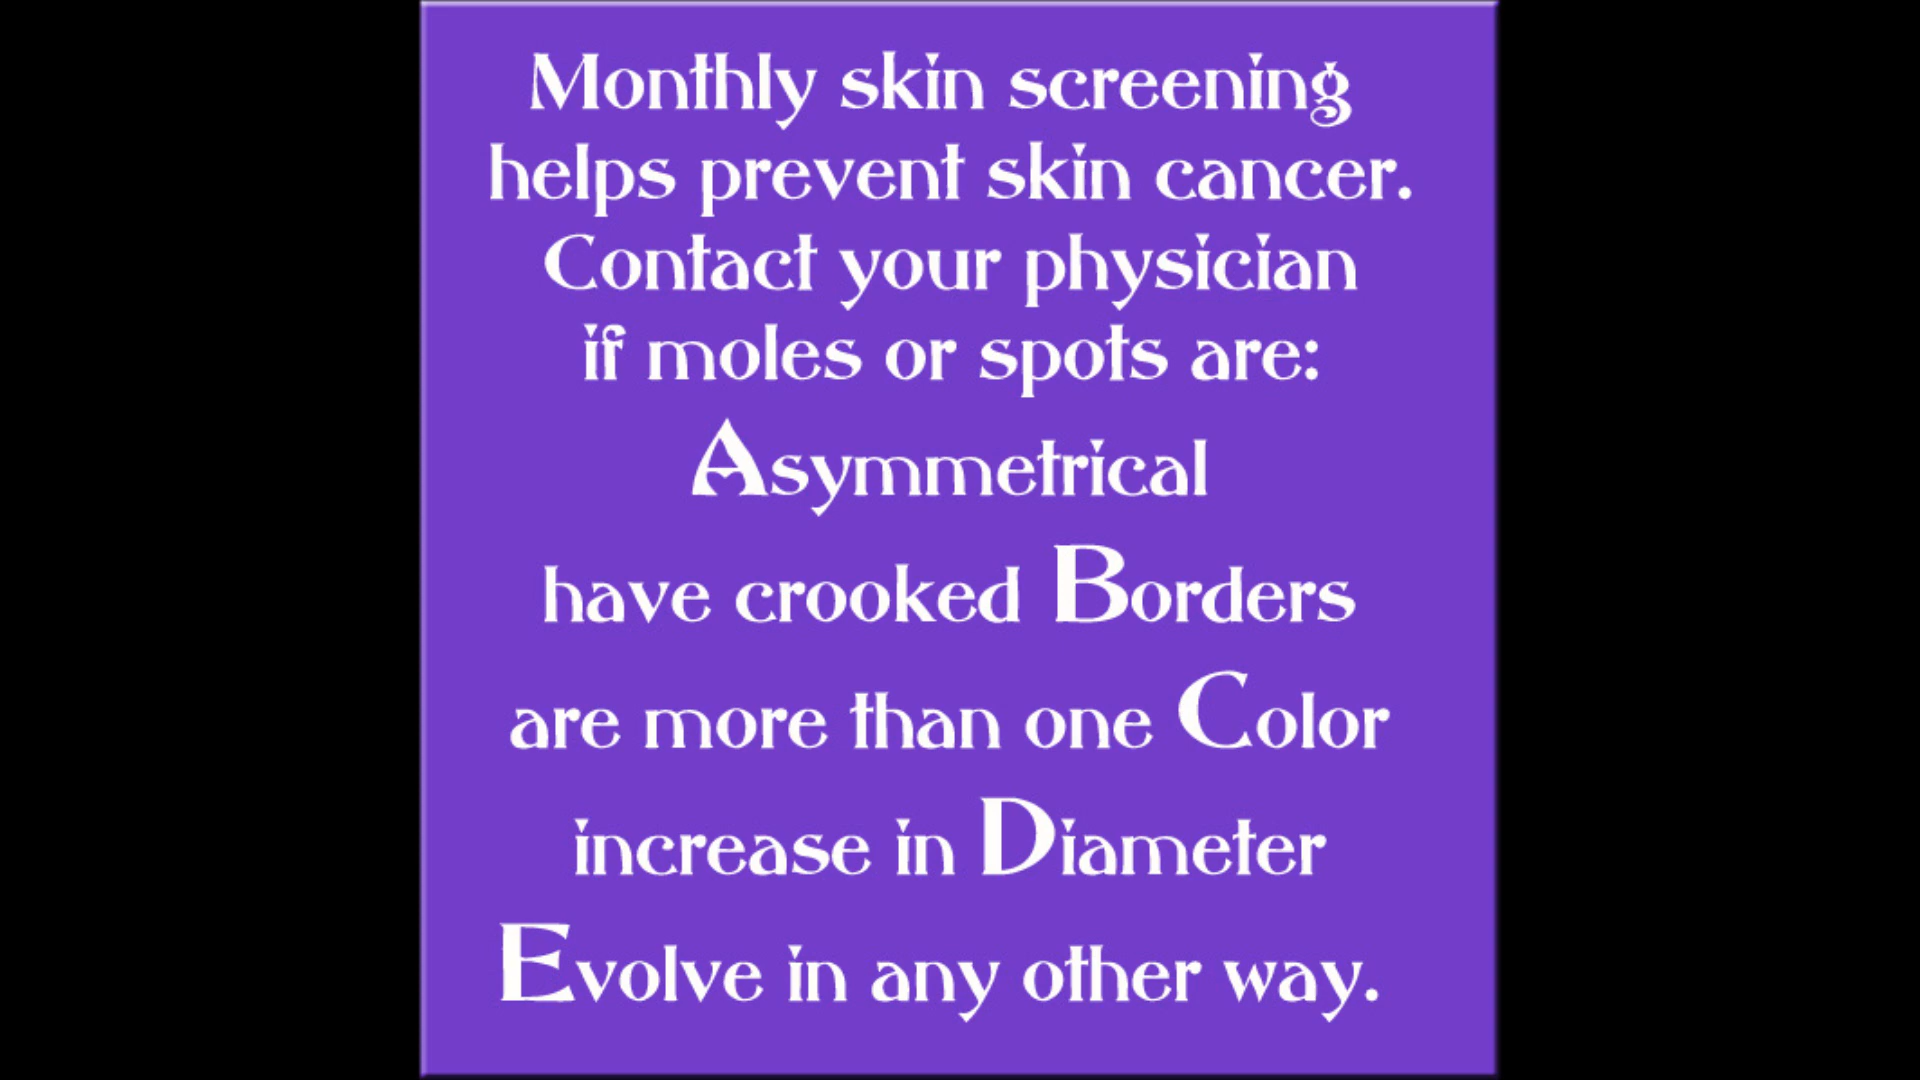 Monthly skin screening
helps prevent skin cancer.
Contact your physician
if moles or spots are:
Asymmetrical
have crooked Borders
are more than one Color
increase in Diameter
Evolve in any other way.